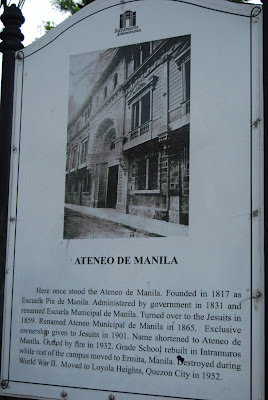 INTRAMUROS
Administration
ATENEO DE MANILA
Here once stood the Ateneo de Manila. Founded in 1817 as
Escuela Pia de Manila. Administered by government in 1831 and
renamed Escuela Municipal de Manila. Turned over to the Jesuits in
1859. Renamed Ateneo Municipal de Manila in 1865. Exclusive
ownership given to Jesuits in 1901. Name shortened to Ateneo de
Manila. Gutted by fire in 1932. Grade School rebuilt in Intramuros
while rest of the campus moved to Ermita, Manila. Destroyed during
World War II. Moved to Loyola Heights, Quezon City in 1952.